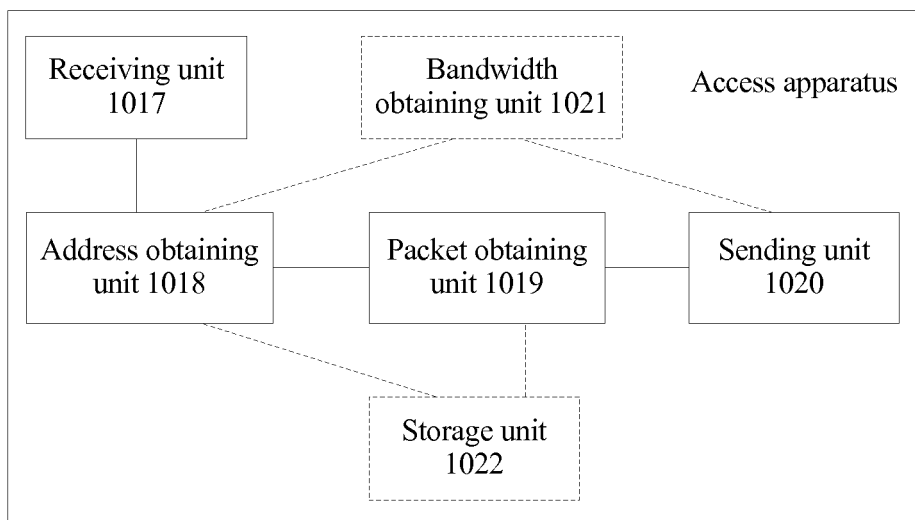 Receiving unit
1017
Bandwidth
obtaining unit 1021
Access apparatus
Address obtaining
unit 1018
Packet obtaining
unit 1019
Sending unit
1020
Storage unit
1022